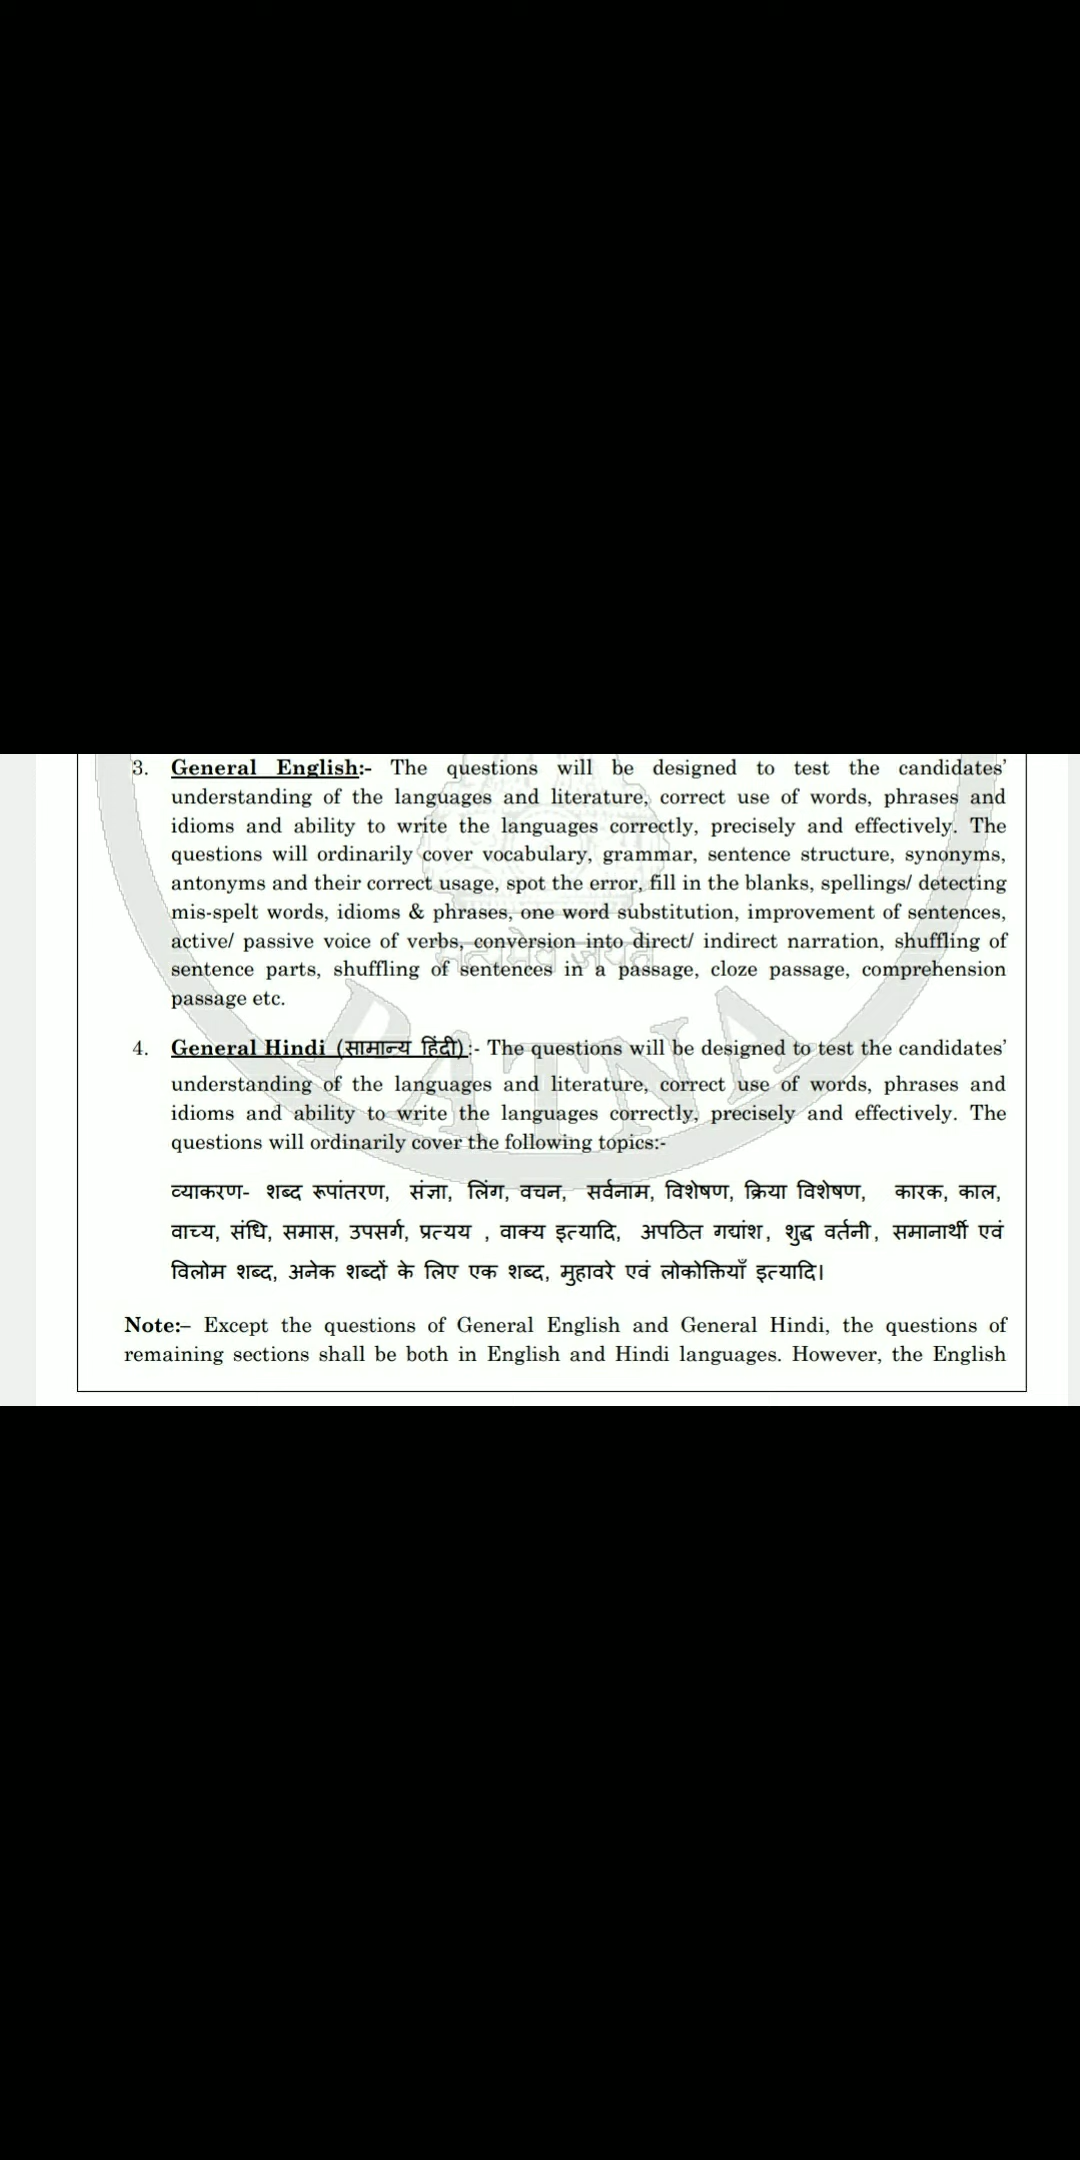 3. General English:- The questions will be designed to test the candidates'
understanding of the languages and literature, correct use of words, phrases and
idioms and ability to write the languages correctly, precisely and effectively. The
questions will ordinarily cover vocabulary, grammar, sentence structure, synonyms,
antonyms and their correct usage, spot the error, fill in the blanks, spellings/ detecting
mis-spelt words, idioms & phrases, one word substitution, improvement of sentences,
active/ passive voice of verbs, conversion into direct/ indirect narration, shuffling of
सत्यमेव जयते
sentence parts, shuffling of sentences in a passage, cloze passage, comprehension
passage etc.
PATNA
4. General Hindi (सामान्य हिंदी):- The questions will be designed to test the candidates'
understanding of the languages and literature, correct use of words, phrases and
idioms and ability to write the languages correctly, precisely and effectively. The
questions will ordinarily cover the following topics:-
व्याकरण- शब्द रूपांतरण, संज्ञा, लिंग, वचन, सर्वनाम, विशेषण, क्रिया विशेषण, कारक, काल,
वाच्य, संधि, समास, उपसर्ग, प्रत्यय , वाक्य इत्यादि, अपठित गद्यांश, शुद्ध वर्तनी, समानार्थी एवं
विलोम शब्द, अनेक शब्दों के लिए एक शब्द, मुहावरे एवं लोकोक्तियाँ इत्यादि।
Note:– Except the questions of General English and General Hindi, the questions of
remaining sections shall be both in English and Hindi languages. However, the English